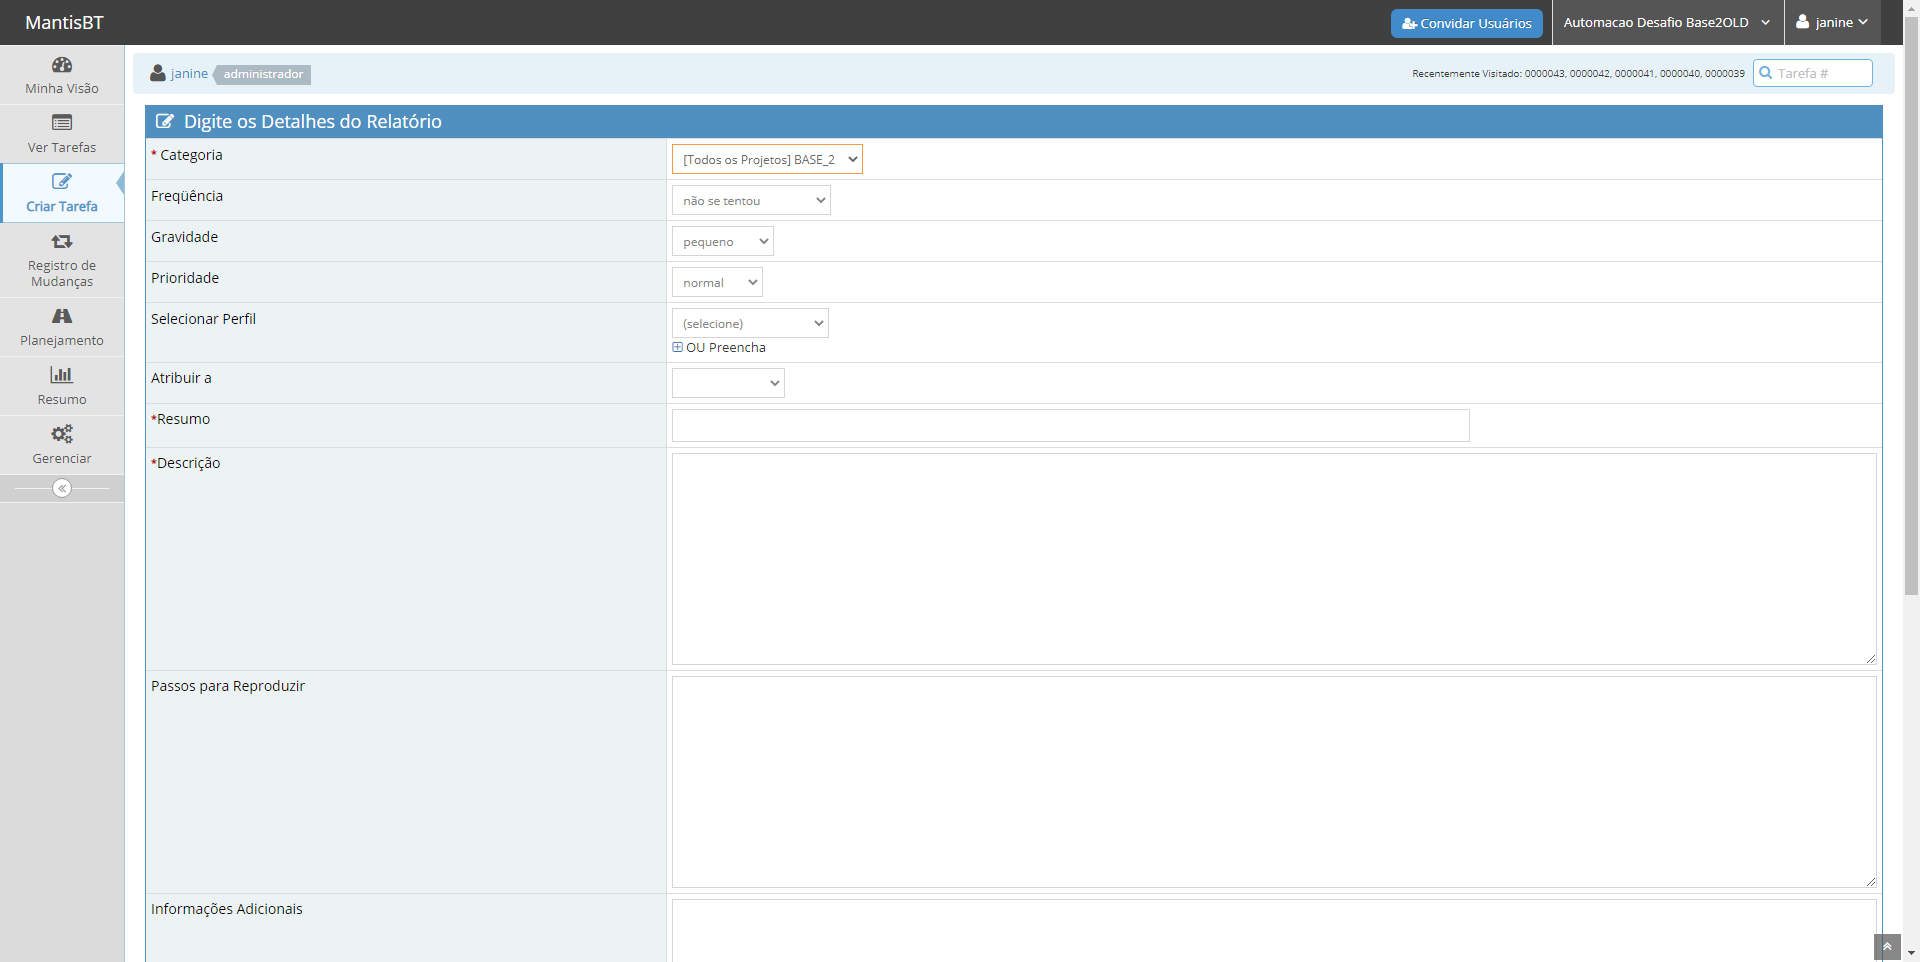 MantisBT
Convidar Usuários
Automacao Desafio Base2OLD
janine
Minha Visão
Ver Tarefas
Criar Tarefa
Registro de
Mudanças
Planejamento
Resumo
Gerenciar
janine administrador
Recentemente Visitado: 0000043, 0000042, 0000041, 0000040, 0000039
Tarefa #
Digite os Detalhes do Relatório
* Categoria
[Todos os Projetos] BASE_2
Freqüência
não se tentou
Gravidade
pequeno
Prioridade
normal
Selecionar Perfil
(selecione)
OU Preencha
Atribuir a
*Resumo
*Descrição
Passos para Reproduzir
Informações Adicionais